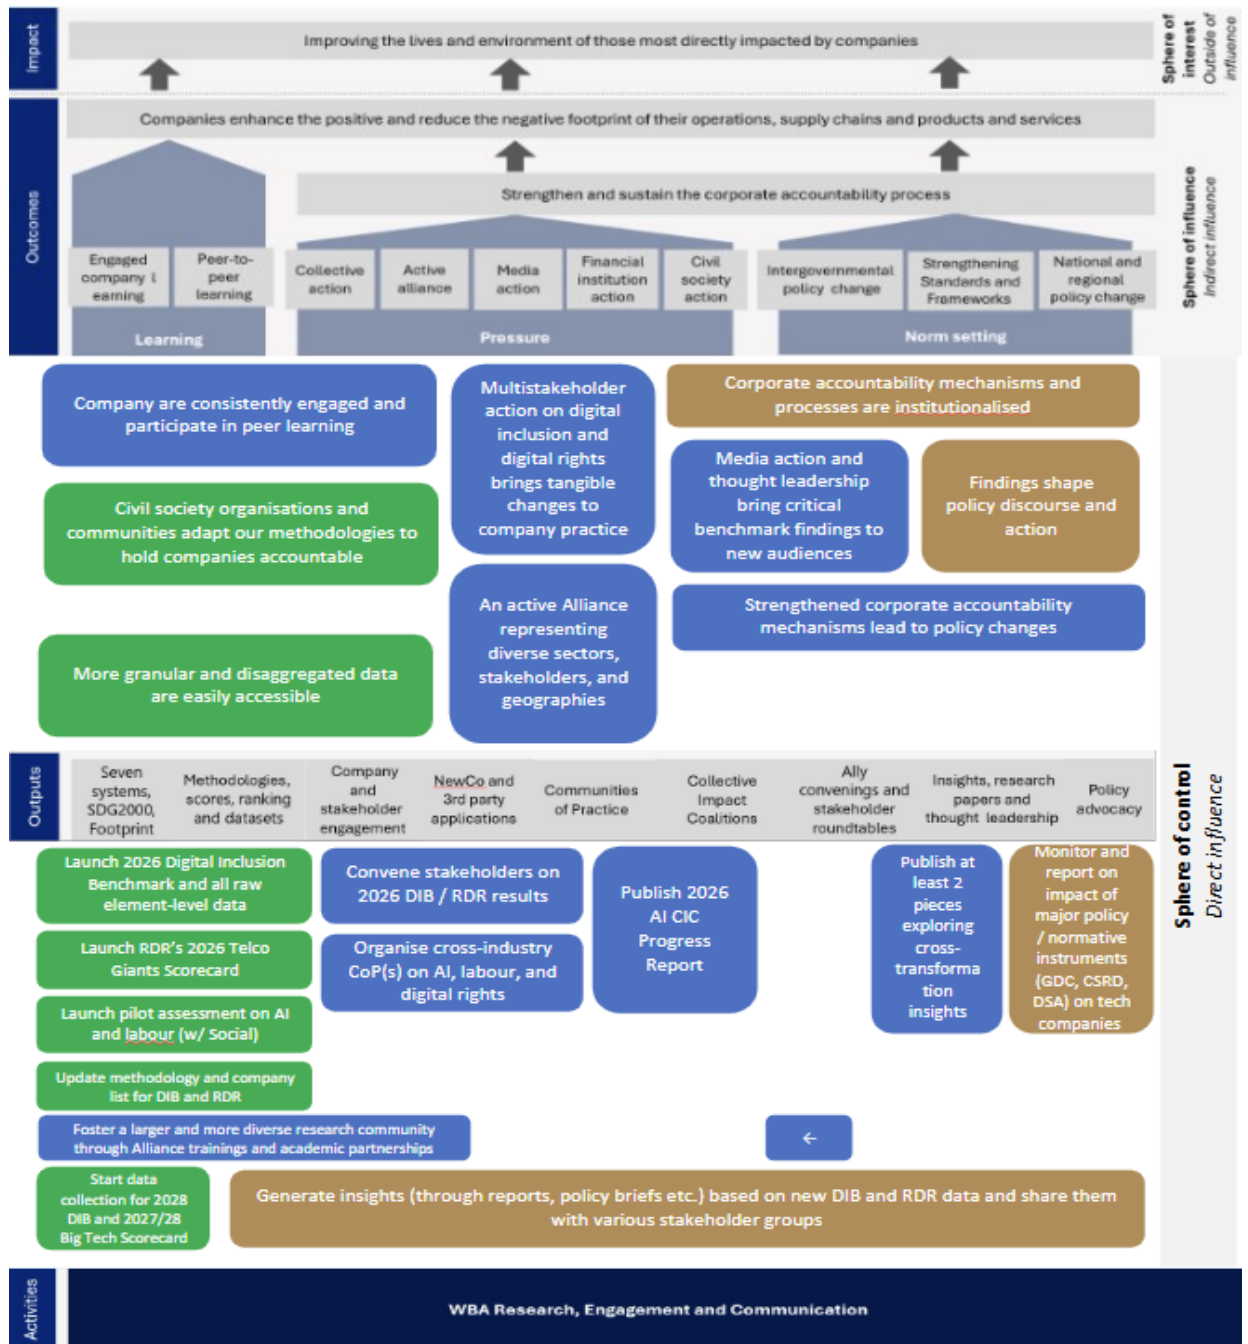 Impact
Improving the lives and environment of those most directly impacted by companies
Sphere of
interest
Outside of
influence
Outcomes
Companies enhance the positive and reduce the negative footprint of their operations, supply chains and products and services
Strengthen and sustain the corporate accountability process
Engaged
company l
earning
Peer-to-
peer
learning
Learning
Collective
action
Active
alliance
Media
action
Financial
institution
action
Civil
society
action
Pressure
Intergovernmental
policy change
Strengthening
Standards and
Frameworks
National and
regional
policy change
Norm setting
Sphere of influence
Indirect influence
Company are consistently engaged and
participate in peer learning
Civil society organisations and
communities adapt our methodologies to
hold companies accountable
More granular and disaggregated data
are easily accessible
Multistakeholder
action on digital
inclusion and
digital rights
brings tangible
changes to
company practice
An active Alliance
representing
diverse sectors,
stakeholders, and
geographies
Corporate accountability mechanisms and
processes are institutionalised
Media action and
thought leadership
bring critical
benchmark findings to
new audiences
Findings shape
policy discourse and
action
Strengthened corporate accountability
mechanisms lead to policy changes
Outputs
Seven
systems,
SDG2000,
Footprint
Methodologies,
scores, ranking
and datasets
Company
and
stakeholder
engagement
NewCo and
3rd party
applications
Communities
of Practice
Collective
Impact
Coalitions
Ally
convenings and
stakeholder
roundtables
Insights, research
papers and
thought leadership
Policy
advocacy
Sphere of control
Direct influence
Launch 2026 Digital Inclusion
Benchmark and all raw
element-level data
Launch RDR's 2026 Telco
Giants Scorecard
Launch pilot assessment on AI
and labour (w/ Social)
Update methodology and company
list for DIB and RDR
Foster a larger and more diverse research community
through Alliance trainings and academic partnerships
Start data
collection for 2028
DIB and 2027/28
Big Tech Scorecard
Convene stakeholders on
2026 DIB / RDR results
Organise cross-industry
CoP(s) on AI, labour, and
digital rights
Publish 2026
AI CIC
Progress
Report
Publish at
least 2
pieces
exploring
cross-
transforma
tion
insights
Monitor and
report on
impact of
major policy
/ normative
instruments
(GDC, CSRD,
DSA) on tech
companies
←
Generate insights (through reports, policy briefs etc.) based on new DIB and RDR data and share them
with various stakeholder groups
Activities
WBA Research, Engagement and Communication